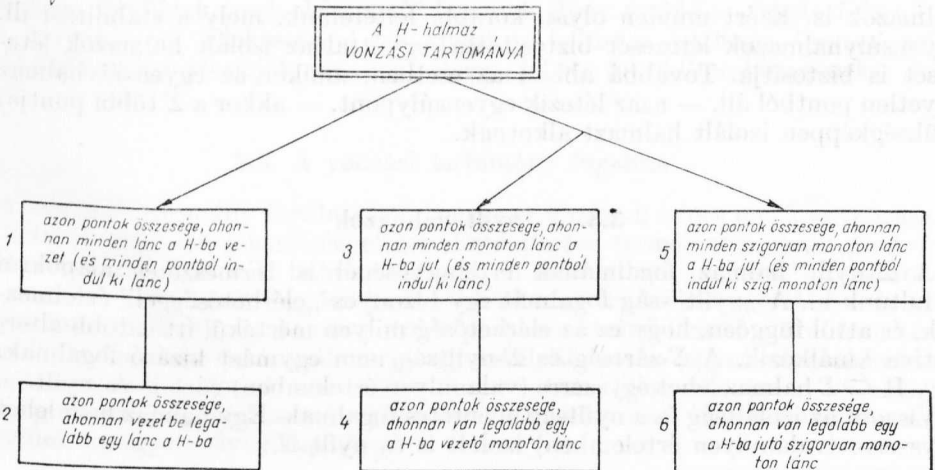 A H-halmaz
VONZÁSI TARTOMÁNYA
1
azon pontok összesége, ahon-
nan minden lánc a H-ba ve-
zet (és minden pontból in-
dul ki lánc)
3
azon pontok összesége, ahon-
nan minden monoton lánc a
H-ba jut (és minden pontból
indul ki lánc)
5
azon pontok összesége, ahonnan
minden szigoruan monoton lánc
a H-ba jut (és minden pontból
indul ki szig. monoton lánc)
2
azon pontok összesége,
ahonnan vezet be lega-
lább egy lánc a H-ba
4
azon pontok összesége,
ahonnan van legalább egy
a H-ba vezető monoton lánc
6
azon pontok összesége,
ahonnan van legalább egy
a H-ba jutó szigoruan mono-
ton lánc